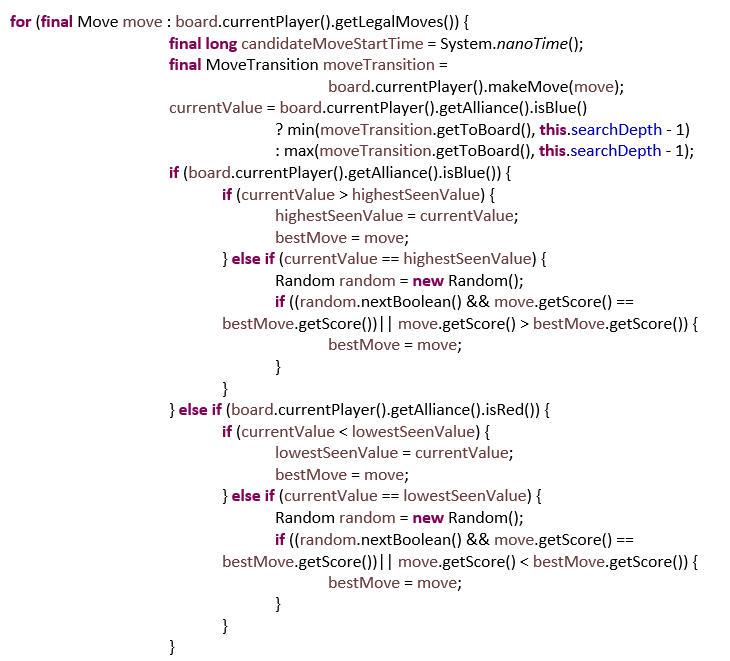 for (final Move move : board.currentPlayer().getLegalMoves()) {
final long candidateMoveStartTime = System.nanoTime();
final MoveTransition moveTransition =
board.currentPlayer().makeMove(move);
currentValue = board.currentPlayer().getAlliance().isBlue()
? min(moveTransition.getToBoard(), this.searchDepth - 1)
: max(moveTransition.getToBoard(), this.searchDepth - 1);
if (board.currentPlayer().getAlliance().isBlue()) {
if (currentValue > highestSeenValue) {
highestSeenValue = currentValue;
bestMove = move;
} else if (currentValue == highestSeenValue) {
Random random = new Random();
if ((random.nextBoolean() && move.getScore() ==
bestMove.getScore())|| move.getScore() > bestMove.getScore()) {
bestMove = move;
}
}
} else if (board.currentPlayer().getAlliance().isRed()) {
if (currentValue < lowestSeenValue) {
lowestSeenValue = currentValue;
bestMove = move;
} else if (currentValue == lowestSeenValue) {
Random random = new Random();
if ((random.nextBoolean() && move.getScore() ==
bestMove.getScore())|| move.getScore() < bestMove.getScore()) {
bestMove = move;
}
}
}